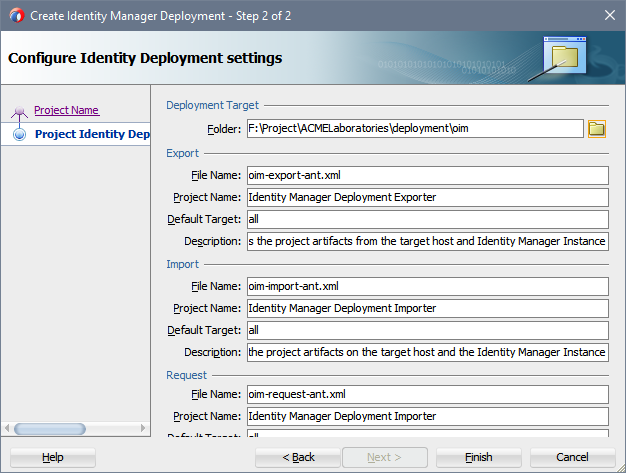 Create Identity Manager Deployment - Step 2 of 2
Configure Identity Deployment settings
Project Name
Project Identity Dep
Deployment Target
Folder: F:\Project\ACMELaboratories\deployment\oim
Export
File Name: oim-export-ant.xml
Project Name: Identity Manager Deployment Exporter
Default Target: all
Description: s the project artifacts from the target host and Identity Manager Instance
Import
File Name: oim-import-ant.xml
Project Name: Identity Manager Deployment Importer
Default Target: all
Description: the project artifacts on the target host and the Identity Manager Instance
Request
File Name: oim-request-ant.xml
Project Name: Identity Manager Deployment Importer
Default Target: all
Help
< Back
Next >
Finish
Cancel